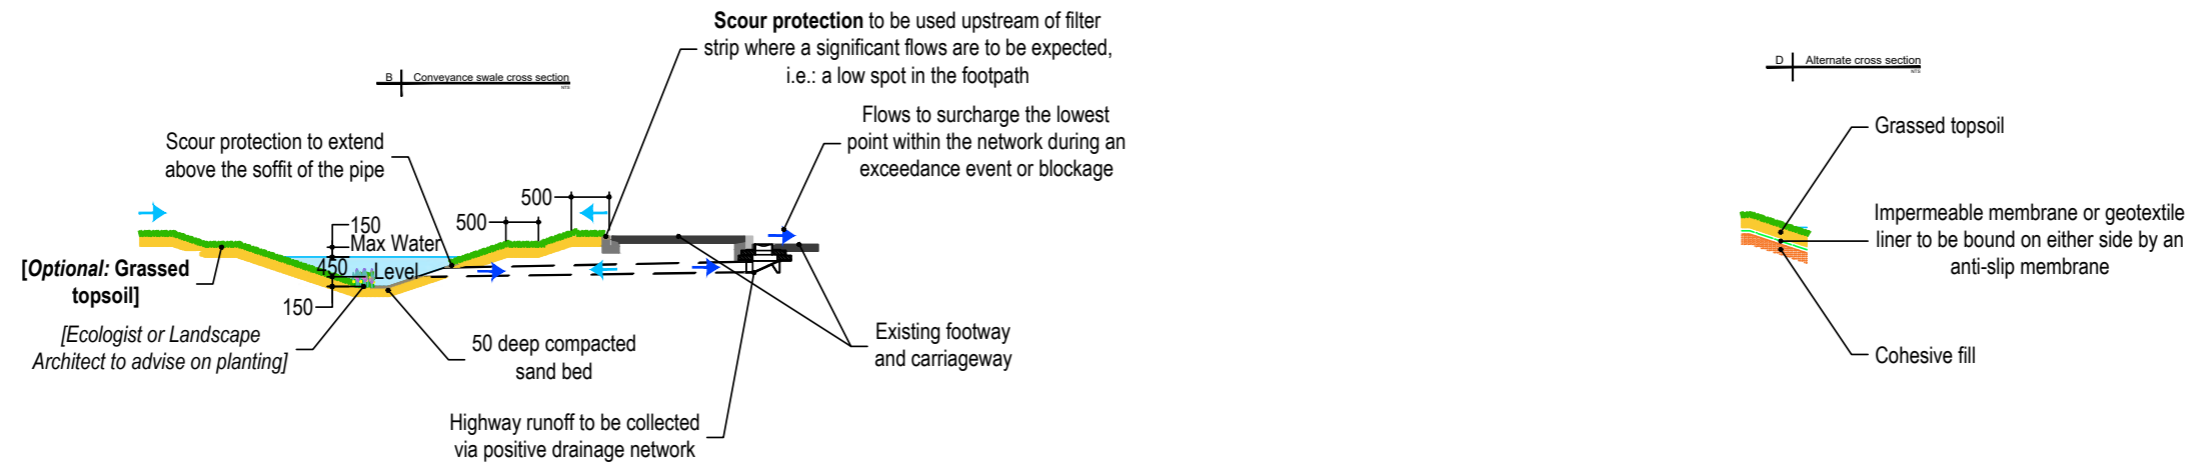 Scour protection to be used upstream of filter
strip where a significant flows are to be expected,
i.e.: a low spot in the footpath
B Conveyance swale cross section
NTS
D Alternate cross section
NTS
Flows to surcharge the lowest
point within the network during an
exceedance event or blockage
Scour protection to extend
above the soffit of the pipe
Grassed topsoil
500
500
150
Max Water
Level
450
150
[Optional: Grassed
topsoil]
[Ecologist or Landscape
Architect to advise on planting]
50 deep compacted
sand bed
Existing footway
and carriageway
Highway runoff to be collected
via positive drainage network
Impermeable membrane or geotextile
liner to be bound on either side by an
anti-slip membrane
Cohesive fill